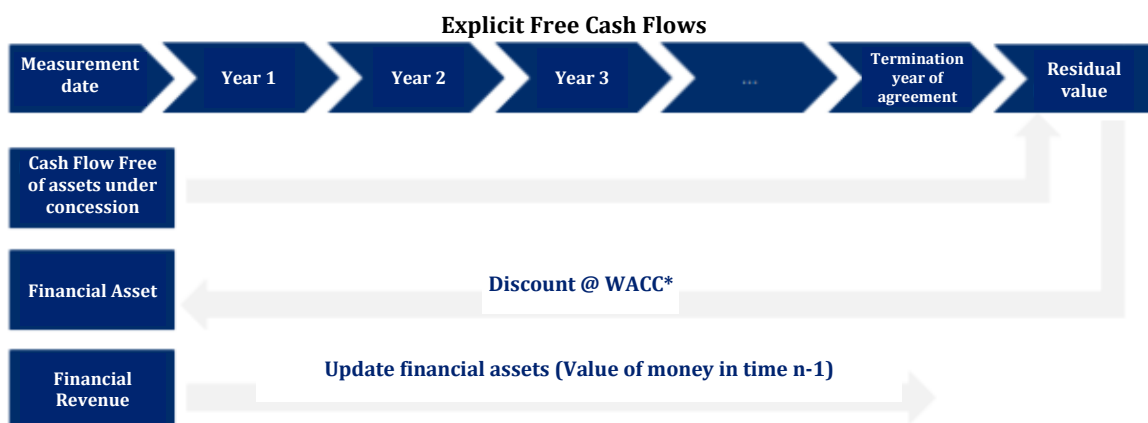 Explicit Free Cash Flows
Measurement
date
Year 1
Year 2
Year 3
...
Termination
year of
agreement
Residual
value
Cash Flow Free
of assets under
concession
Financial Asset
Discount @ WACC*
Financial
Revenue
Update financial assets (Value of money in time n-1)